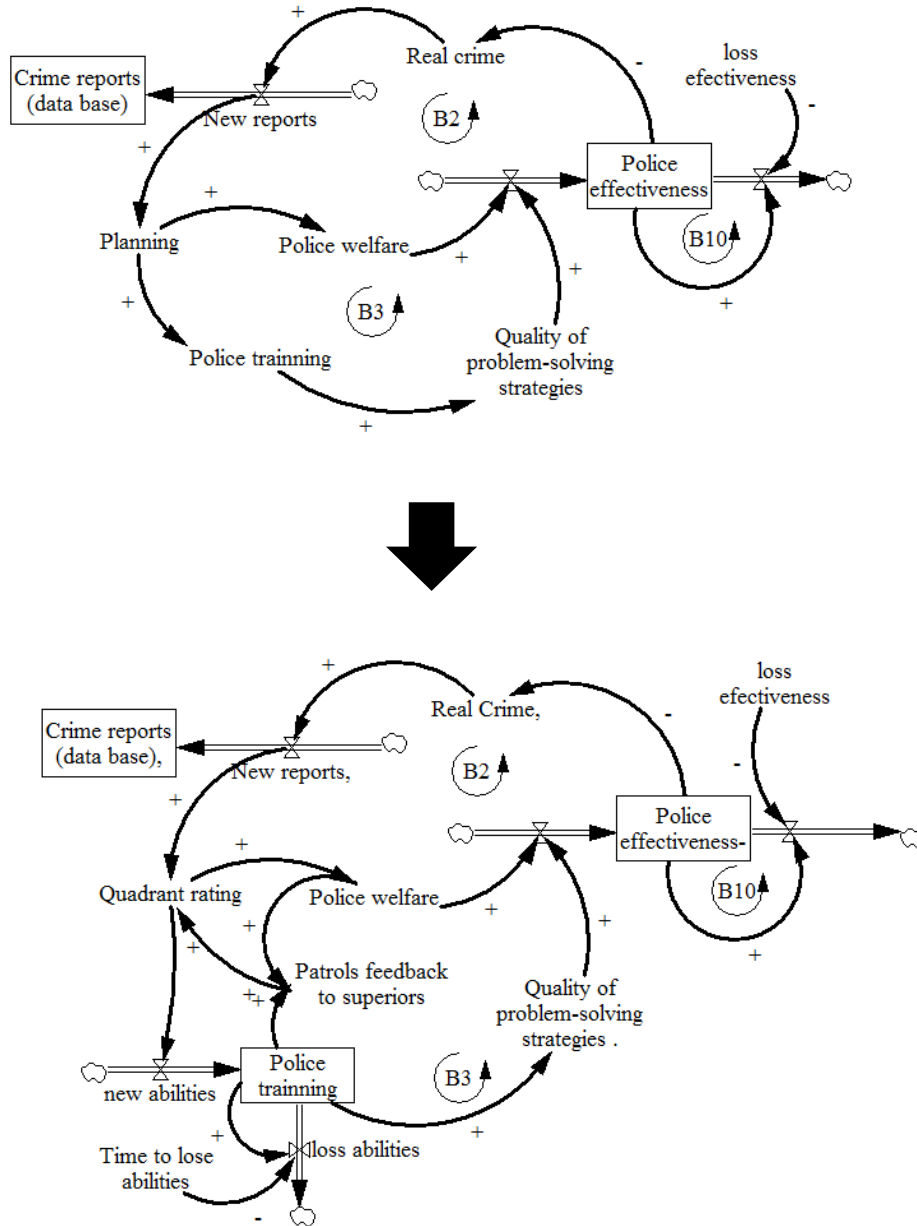 +
Real crime
-
loss
efectiveness
-
Crime reports
(data base)
New reports
B2
+
+
Police
effectiveness
Planning
Police welfare
+
B10
+
+
B3
+
Police trainning
Quality of
problem-solving
strategies
+
+
Real Crime,
-
loss
efectiveness
Crime reports
(data base),
New reports,
B2
-
+
+
Police
effectiveness-
Quadrant rating
Police welfare
+
B10
+
+
+
+
Patrols feedback
to superiors
+
+
Quality of
problem-solving
strategies .
new abilities
Police
trainning
B3
+
+
loss abilities
Time to lose
abilities
-